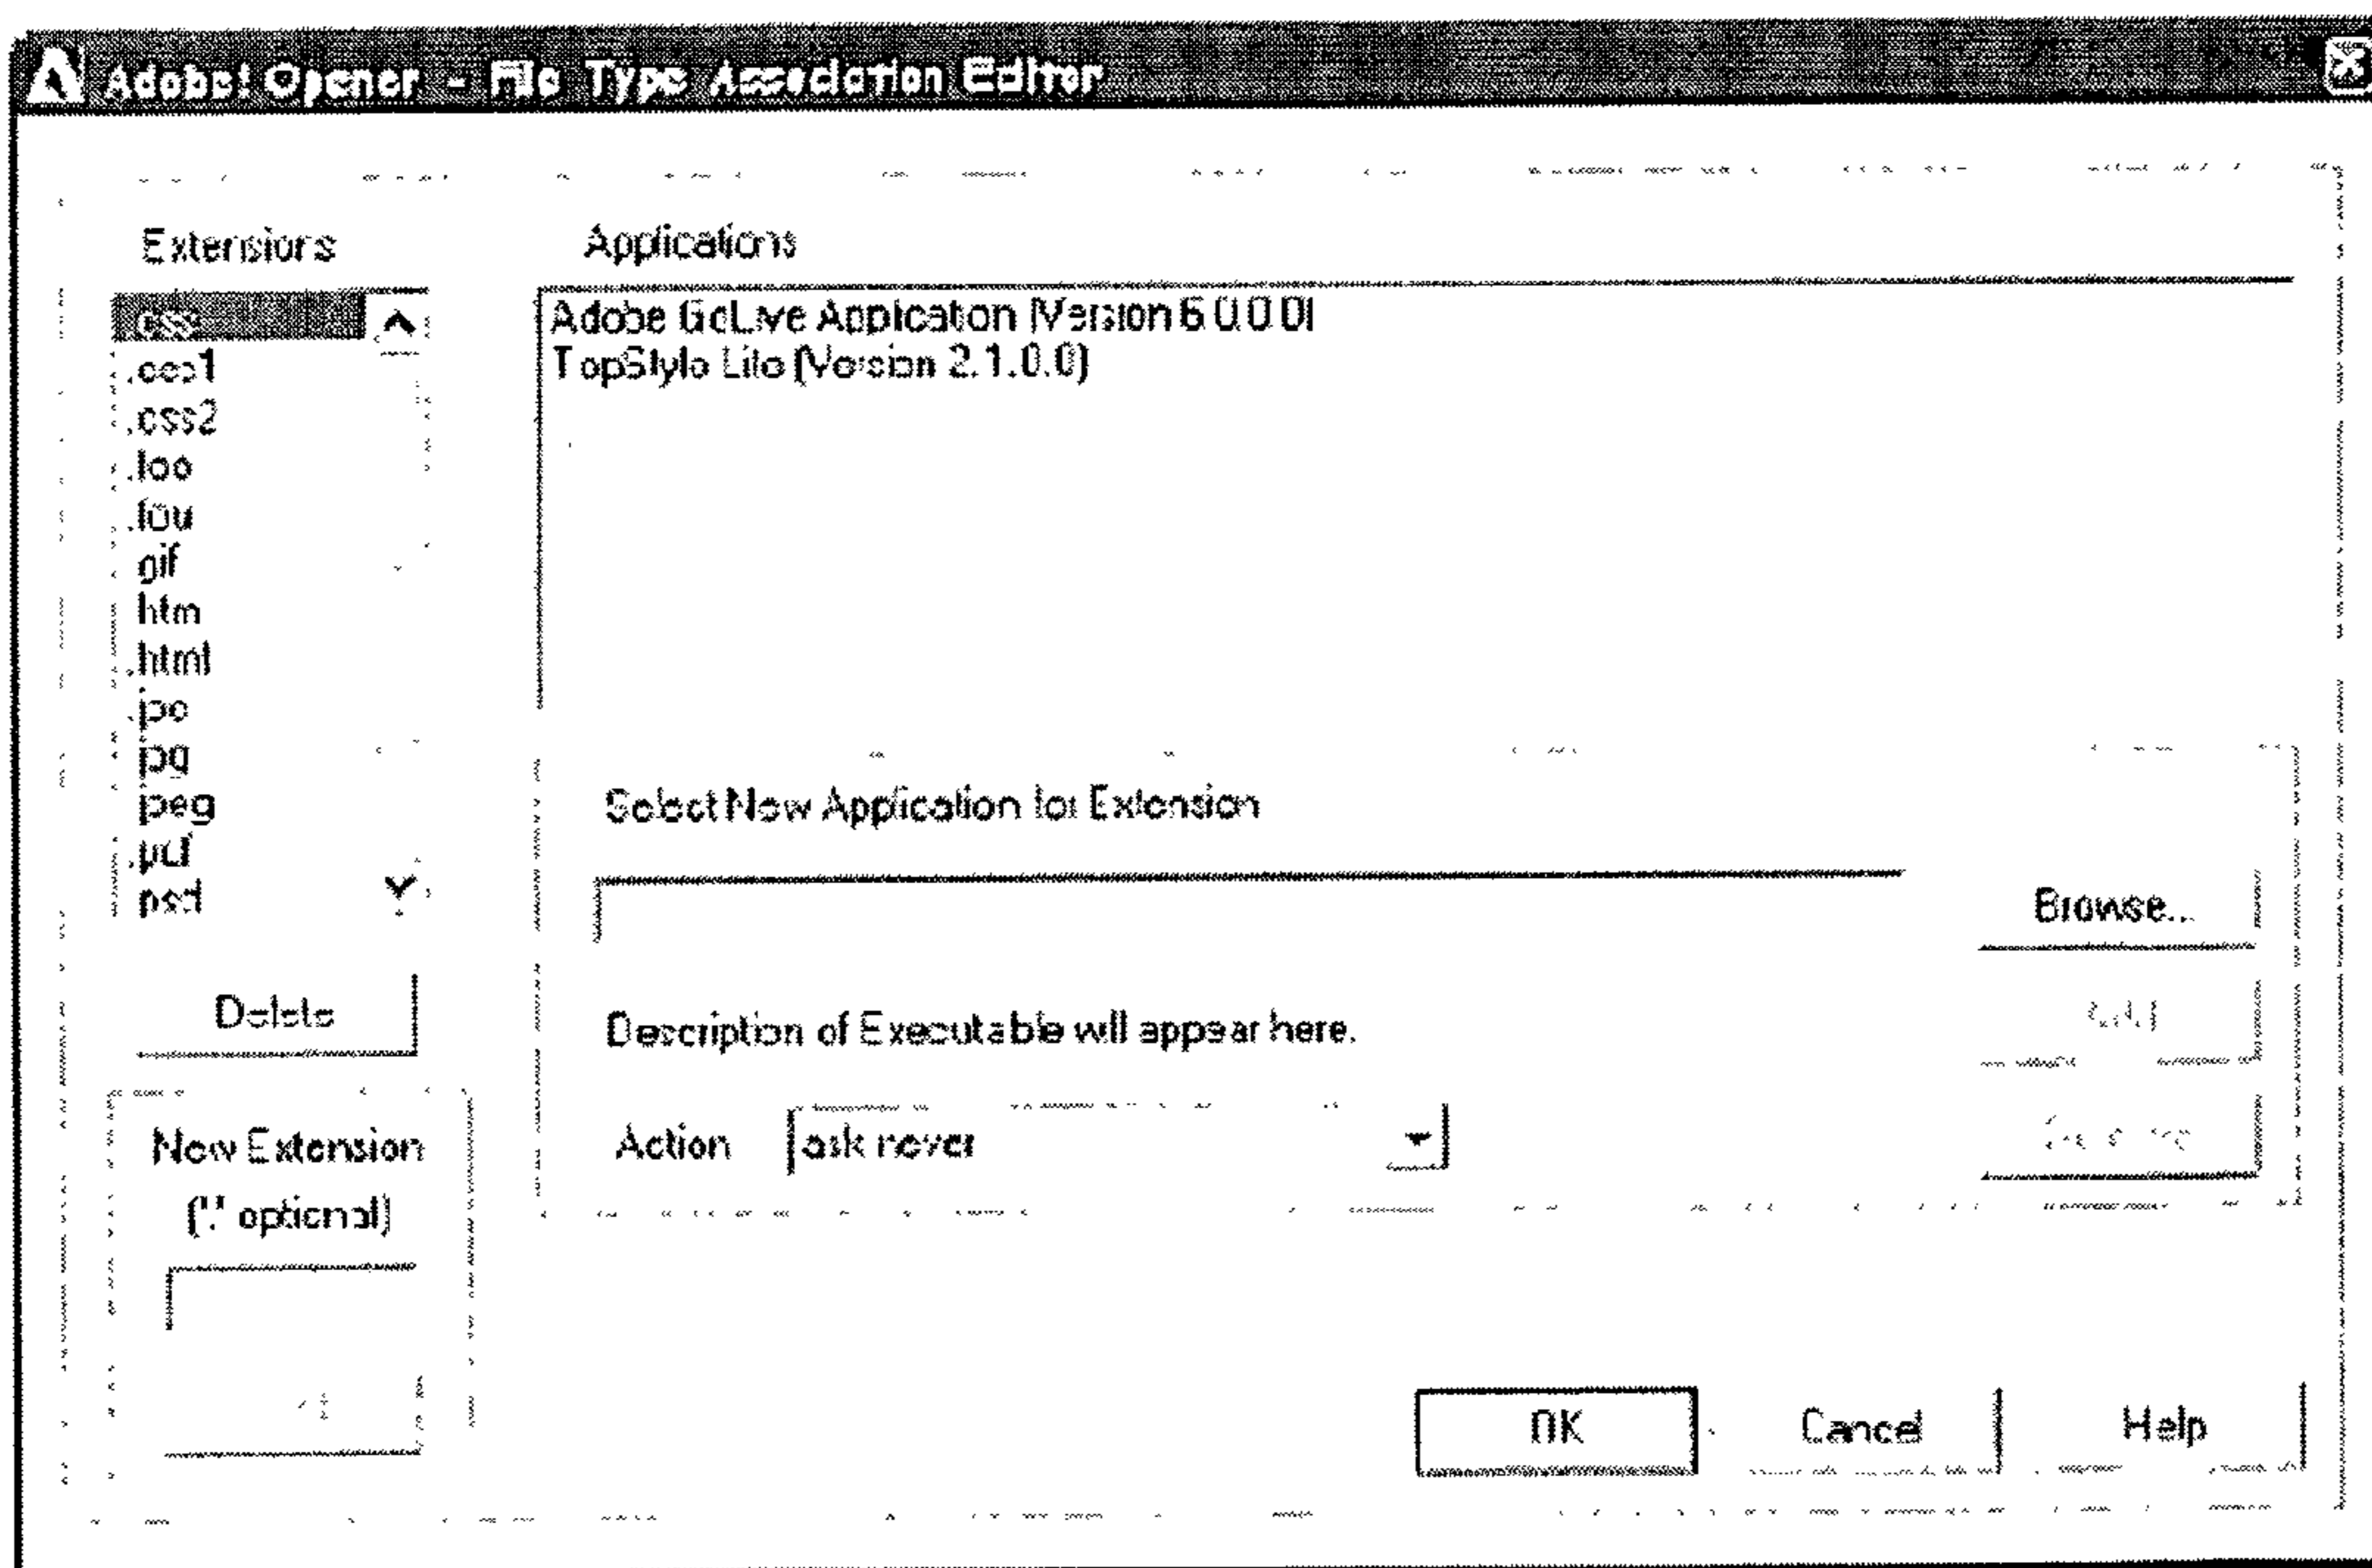 Adobe! Opener - File Type Association Editor
Extensions
Applications
.css
.css1
.css2
gif
htm
.html
jpg
jpeg
psd
Adobe GoLive Application (Version 6.0.0.0)
TopStyle Lite (Version 2.1.0.0)
Select New Application for Extension
Browse...
Delete
Description of Executable will appear here.
Add
New Extension
('.' optional)
Action
ask never
OK
Cancel
Help